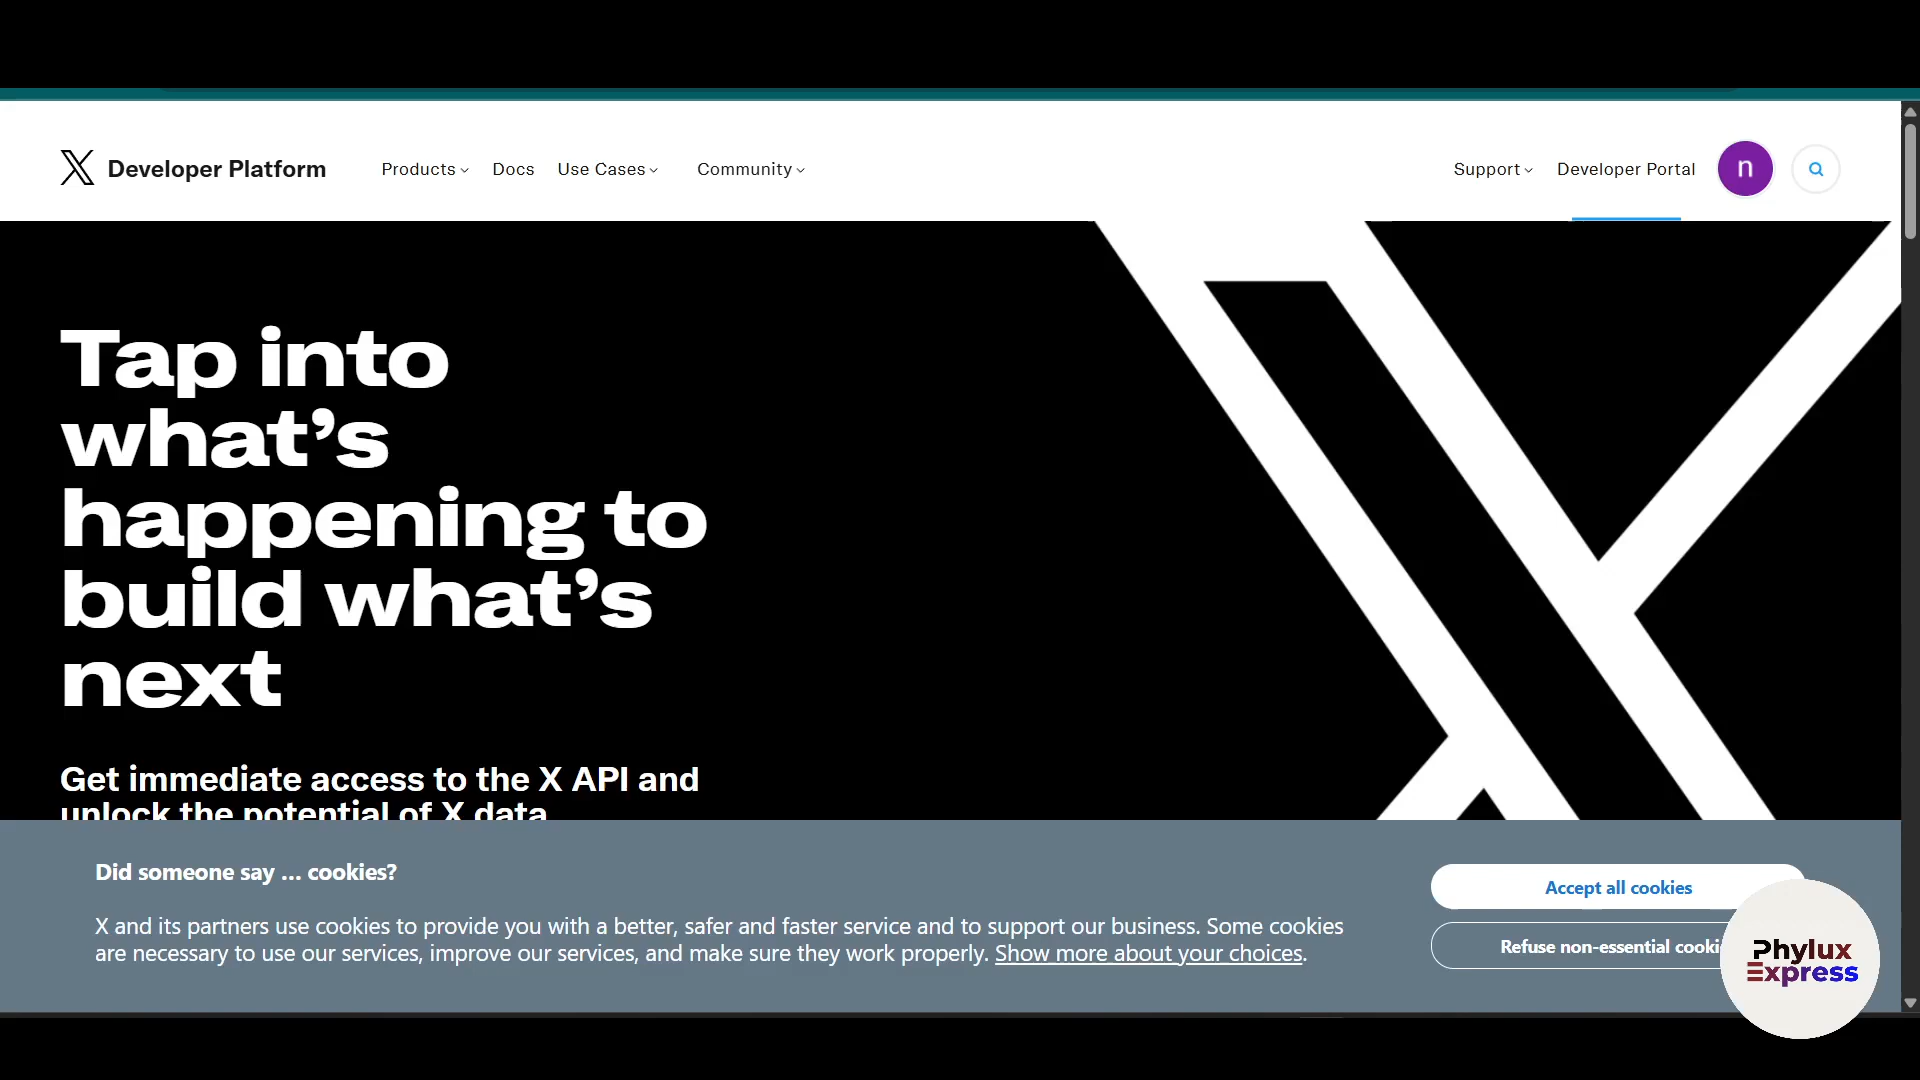 Developer Platform
Products
Docs
Use Cases
Community
Support
Developer Portal
n
Tap into
what's
happening to
build what's
next
Get immediate access to the X API and
unlock the potential of X data
Did someone say … cookies?
X and its partners use cookies to provide you with a better, safer and faster service and to support our business. Some cookies
are necessary to use our services, improve our services, and make sure they work properly. Show more about your choices.
Accept all cookies
Refuse non-essential cooki
Phylux
Express